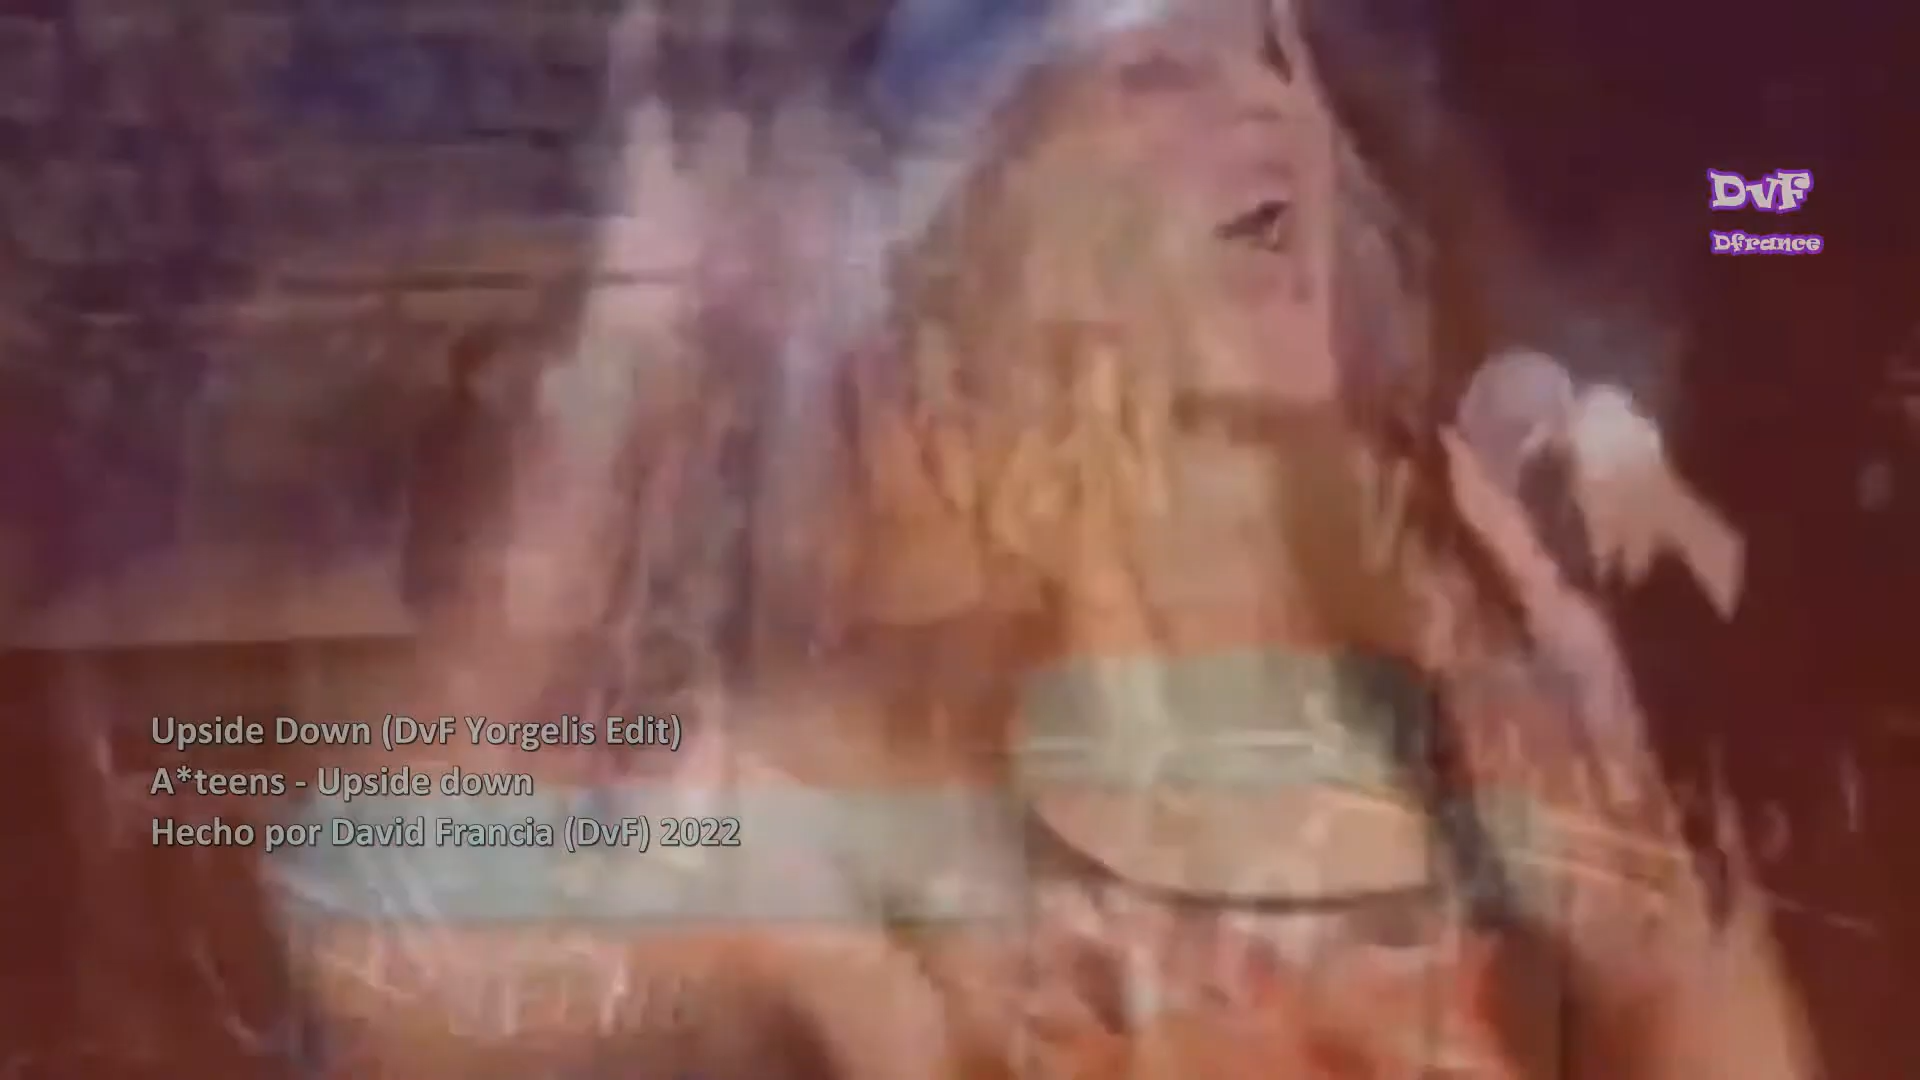 DvF
Dfrance
Upside Down (DvF Yorgelis Edit)
A*teens - Upside down
Hecho por David Francia (DvF) 2022